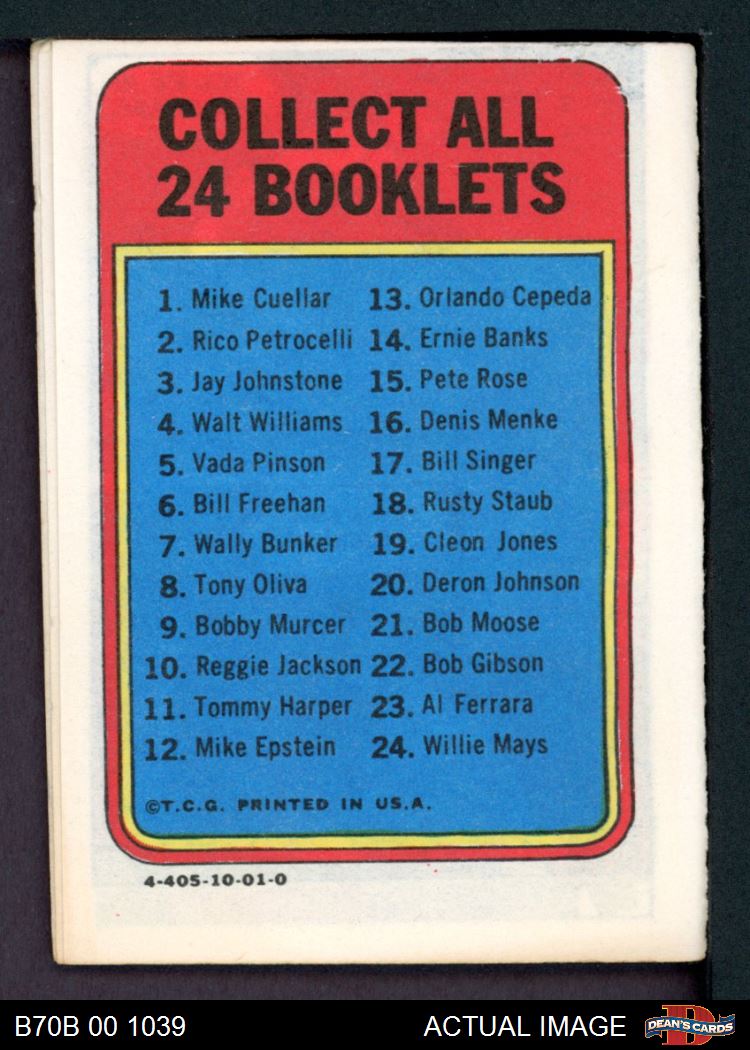 COLLECT ALL
24 BOOKLETS
1. Mike Cuellar
2. Rico Petrocelli
3. Jay Johnstone
4. Walt Williams
5. Vada Pinson
6. Bill Freehan
7. Wally Bunker
8. Tony Oliva
9. Bobby Murcer
10. Reggie Jackson
11. Tommy Harper
12. Mike Epstein
13. Orlando Cepeda
14. Ernie Banks
15. Pete Rose
16. Denis Menke
17. Bill Singer
18. Rusty Staub
19. Cleon Jones
20. Deron Johnson
21. Bob Moose
22. Bob Gibson
23. Al Ferrara
24. Willie Mays
©T.C.G. PRINTED IN US.A.
4-405-10-01-0
B70B 00 1039
ACTUAL IMAGE
D
DEAN'S CARDS